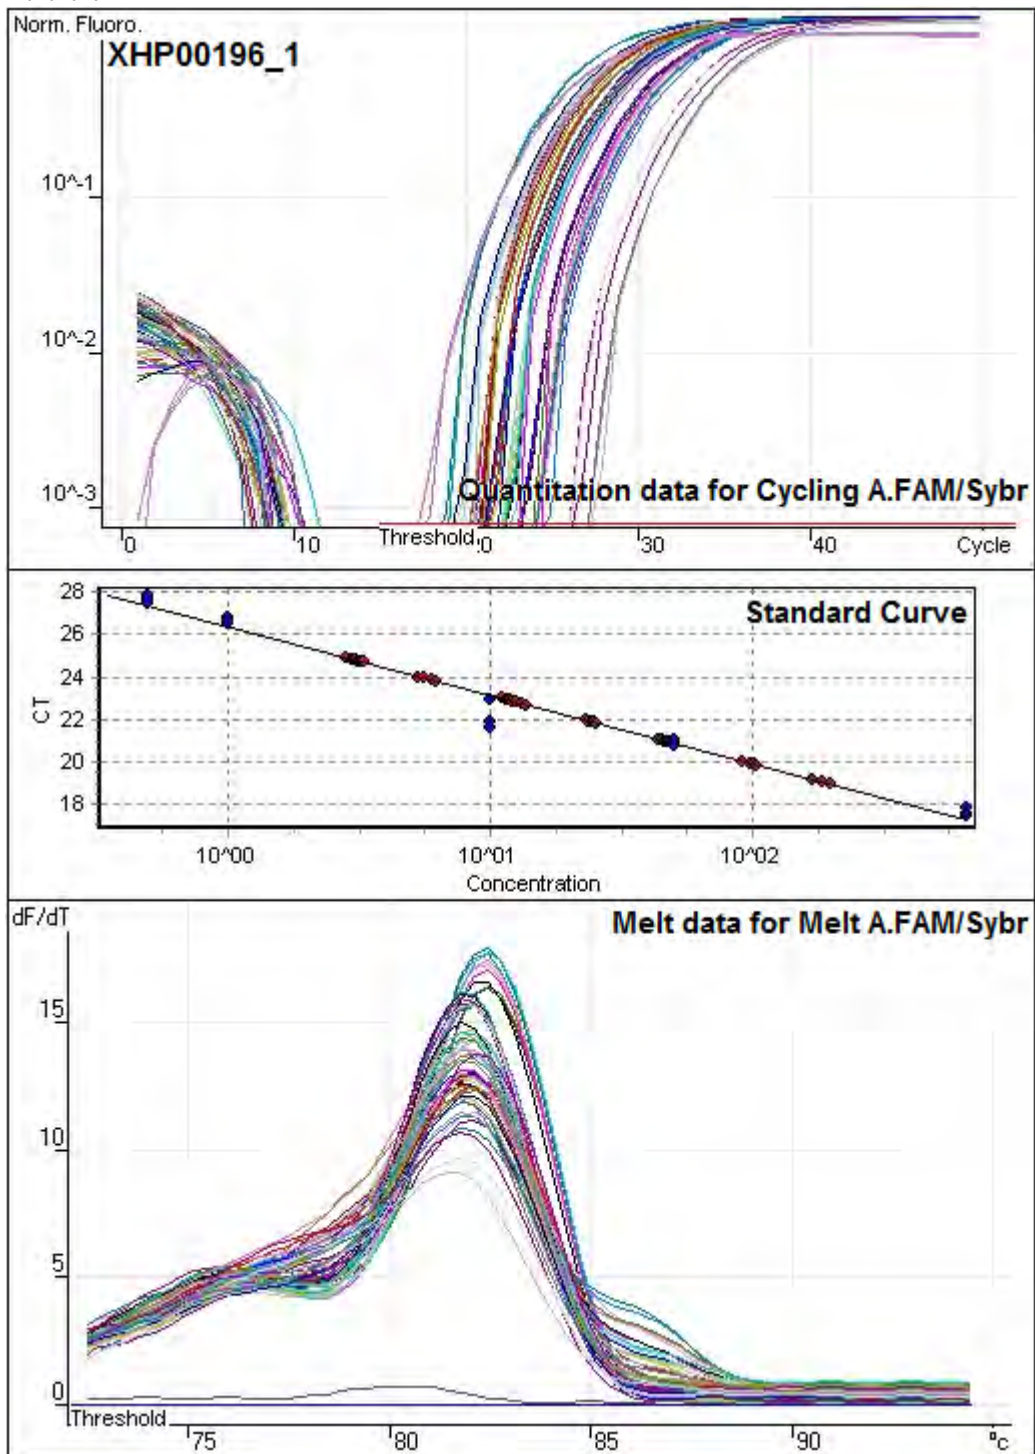 Norm. Fluoro.
XHP00196_1
10^-1
10^-2
10^-3
Quantitation data for Cycling A.FAM/Sybr
Threshold
0 10 :0 30 40 Cycle
28
Standard Curve
26
24
CT
22
20
18
10^00 10^01 10^02
Concentration
dF/dT
Melt data for Melt A.FAM/Sybr
15
10
5
0
Threshold
75 80 85 90 °c